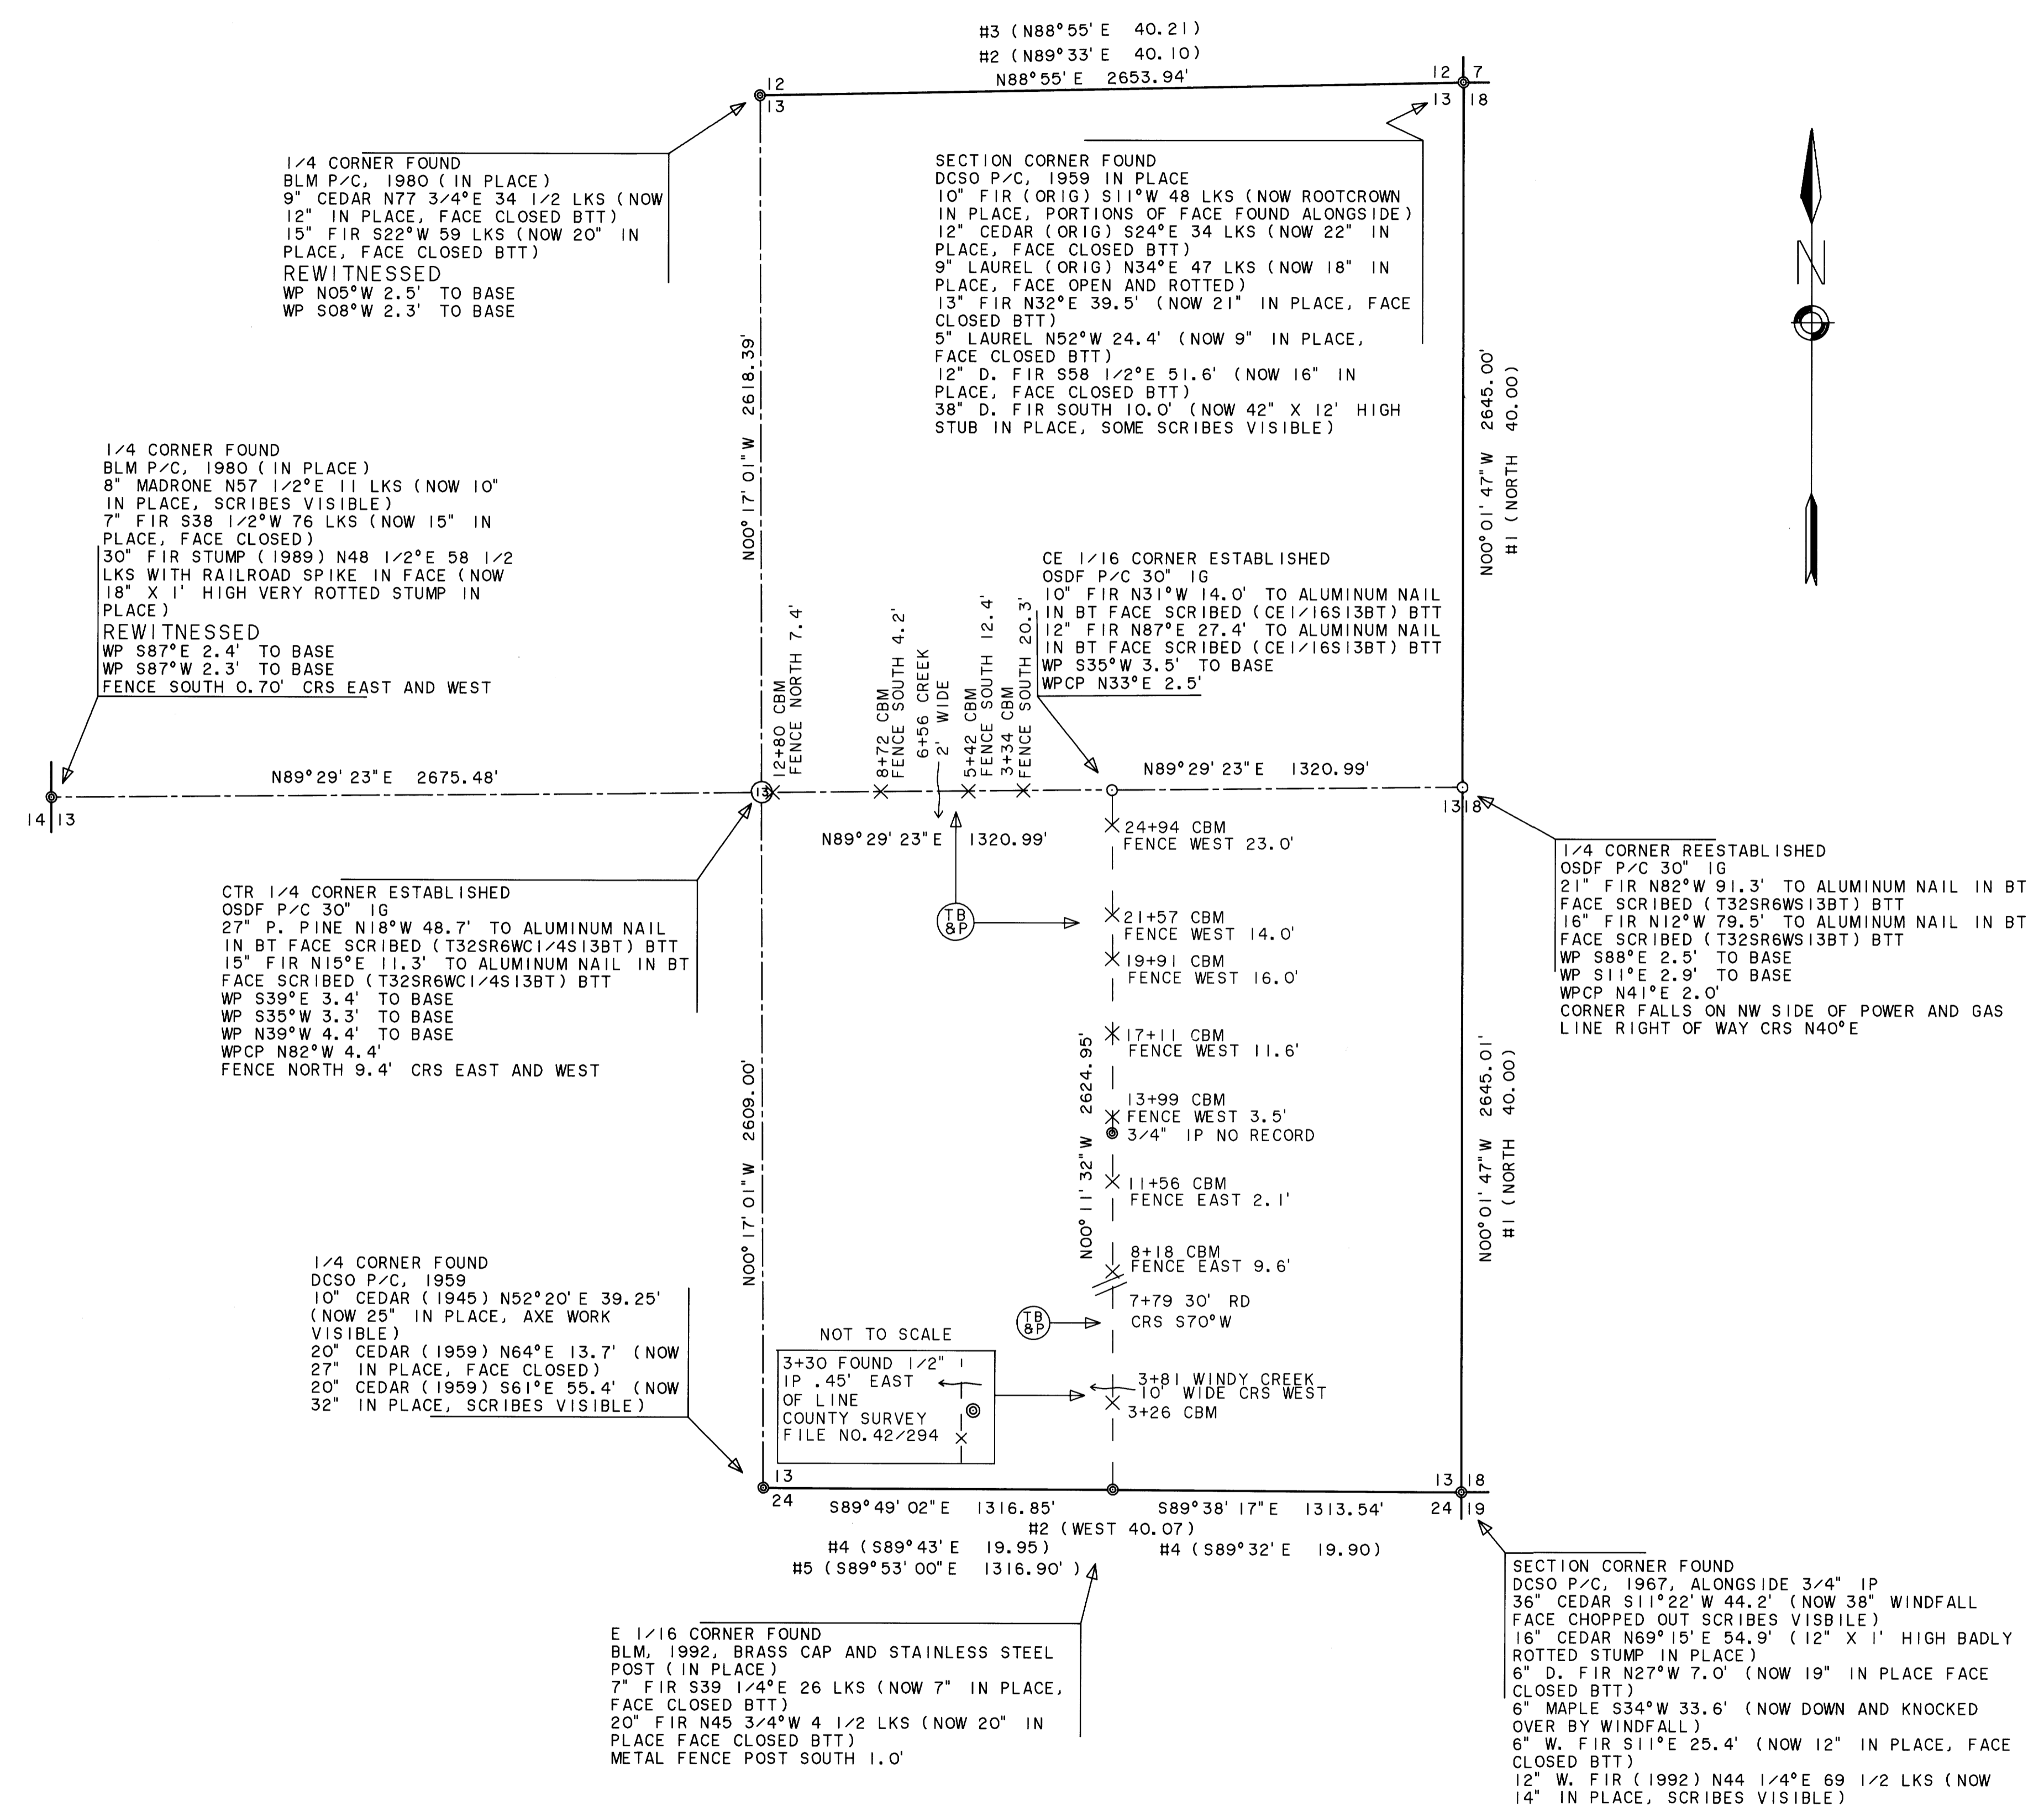 #3 (N88°55'E 40.21)
#2 (N89°33'E 40.10)
N88°55'E 2653.94'
12
13
12 7
13 18
1/4 CORNER FOUND
BLM P/C, 1980 (IN PLACE)
9" CEDAR N77 3/4°E 34 1/2 LKS (NOW
12" IN PLACE, FACE CLOSED BTT)
15" FIR S22°W 59 LKS (NOW 20" IN
PLACE, FACE CLOSED BTT)
REWITNESSED
WP N05°W 2.5' TO BASE
WP S08°W 2.3' TO BASE
SECTION CORNER FOUND
DCSO P/C, 1959 IN PLACE
10" FIR (ORIG) S11°W 48 LKS (NOW ROOTCROWN
IN PLACE, PORTIONS OF FACE FOUND ALONGSIDE)
12" CEDAR (ORIG) S24°E 34 LKS (NOW 22" IN
PLACE, FACE CLOSED BTT)
9" LAUREL (ORIG) N34°E 47 LKS (NOW 18" IN
PLACE, FACE OPEN AND ROTTED)
13" FIR N32°E 39.5' (NOW 21" IN PLACE, FACE
CLOSED BTT)
5" LAUREL N52°W 24.4' (NOW 9" IN PLACE,
FACE CLOSED BTT)
12" D. FIR S58 1/2°E 51.6' (NOW 16" IN
PLACE, FACE CLOSED BTT)
38" D. FIR SOUTH 10.0' (NOW 42" X 12' HIGH
STUB IN PLACE, SOME SCRIBES VISIBLE)
N
N00°17'01"W 2618.39'
N00°01'47"W 2645.00'
#1 (NORTH 40.00)
1/4 CORNER FOUND
BLM P/C, 1980 (IN PLACE)
8" MADRONE N57 1/2°E 11 LKS (NOW 10"
IN PLACE, SCRIBES VISIBLE)
7" FIR S38 1/2°W 76 LKS (NOW 15" IN
PLACE, FACE CLOSED)
30" FIR STUMP (1989) N48 1/2°E 58 1/2
LKS WITH RAILROAD SPIKE IN FACE (NOW
18" X 1' HIGH VERY ROTTED STUMP IN
PLACE)
REWITNESSED
WP S87°E 2.4' TO BASE
WP S87°W 2.3' TO BASE
FENCE SOUTH 0.70' CRS EAST AND WEST
CE 1/16 CORNER ESTABLISHED
OSDF P/C 30" IG
10" FIR N31°W 14.0' TO ALUMINUM NAIL
IN BT FACE SCRIBED (CE1/16S13BT) BTT
12" FIR N87°E 27.4' TO ALUMINUM NAIL
IN BT FACE SCRIBED (CE1/16S13BT) BTT
WP S35°W 3.5' TO BASE
WPCP N33°E 2.5'
12+80 CBM
FENCE NORTH 7.4'
8+72 CBM
FENCE SOUTH 4.2'
6+56 CREEK
2' WIDE
5+42 CBM
FENCE SOUTH 12.4'
3+34 CBM
FENCE SOUTH 20.3'
N89°29'23"E 2675.48'
N89°29'23"E 1320.99'
14 13
13
13 18
N89°29'23"E 1320.99'
24+94 CBM
FENCE WEST 23.0'
TB
&P
21+57 CBM
FENCE WEST 14.0'
19+91 CBM
FENCE WEST 16.0'
17+11 CBM
FENCE WEST 11.6'
13+99 CBM
FENCE WEST 3.5'
3/4" IP NO RECORD
11+56 CBM
FENCE EAST 2.1'
8+18 CBM
FENCE EAST 9.6'
7+79 30' RD
CRS S70°W
TB
&P
3+81 WINDY CREEK
10' WIDE CRS WEST
3+26 CBM
N00°11'32"W 2624.95'
CTR 1/4 CORNER ESTABLISHED
OSDF P/C 30" IG
27" P. PINE N18°W 48.7' TO ALUMINUM NAIL
IN BT FACE SCRIBED (T32SR6WC1/4S13BT) BTT
15" FIR N15°E 11.3' TO ALUMINUM NAIL IN BT
FACE SCRIBED (T32SR6WC1/4S13BT) BTT
WP S39°E 3.4' TO BASE
WP S35°W 3.3' TO BASE
WP N39°W 4.4' TO BASE
WPCP N82°W 4.4'
FENCE NORTH 9.4' CRS EAST AND WEST
1/4 CORNER REESTABLISHED
OSDF P/C 30" IG
21" FIR N82°W 91.3' TO ALUMINUM NAIL IN BT
FACE SCRIBED (T32SR6WS13BT) BTT
16" FIR N12°W 79.5' TO ALUMINUM NAIL IN BT
FACE SCRIBED (T32SR6WS13BT) BTT
WP S88°E 2.5' TO BASE
WP S11°E 2.9' TO BASE
WPCP N41°E 2.0'
CORNER FALLS ON NW SIDE OF POWER AND GAS
LINE RIGHT OF WAY CRS N40°E
N00°17'01"W 2609.00'
N00°01'47"W 2645.01'
#1 (NORTH 40.00)
1/4 CORNER FOUND
DCSO P/C, 1959
10" CEDAR (1945) N52°20'E 39.25'
(NOW 25" IN PLACE, AXE WORK
VISIBLE)
20" CEDAR (1959) N64°E 13.7' (NOW
27" IN PLACE, FACE CLOSED)
20" CEDAR (1959) S61°E 55.4' (NOW
32" IN PLACE, SCRIBES VISIBLE)
NOT TO SCALE
3+30 FOUND 1/2"
IP .45' EAST
OF LINE
COUNTY SURVEY
FILE NO. 42/294
13
24
13 18
24 19
S89°49'02"E 1316.85'
S89°38'17"E 1313.54'
#2 (WEST 40.07)
#4 (S89°43'E 19.95)
#4 (S89°32'E 19.90)
#5 (S89°53'00"E 1316.90')
E 1/16 CORNER FOUND
BLM, 1992, BRASS CAP AND STAINLESS STEEL
POST (IN PLACE)
7" FIR S39 1/4°E 26 LKS (NOW 7" IN PLACE,
FACE CLOSED BTT)
20" FIR N45 3/4°W 4 1/2 LKS (NOW 20" IN
PLACE FACE CLOSED BTT)
METAL FENCE POST SOUTH 1.0'
SECTION CORNER FOUND
DCSO P/C, 1967, ALONGSIDE 3/4" IP
36" CEDAR S11°22'W 44.2' (NOW 38" WINDFALL
FACE CHOPPED OUT SCRIBES VISBILE)
16" CEDAR N69°15'E 54.9' (12" X 1' HIGH BADLY
ROTTED STUMP IN PLACE)
6" D. FIR N27°W 7.0' (NOW 19" IN PLACE FACE
CLOSED BTT)
6" MAPLE S34°W 33.6' (NOW DOWN AND KNOCKED
OVER BY WINDFALL)
6" W. FIR S11°E 25.4' (NOW 12" IN PLACE, FACE
CLOSED BTT)
12" W. FIR (1992) N44 1/4°E 69 1/2 LKS (NOW
14" IN PLACE, SCRIBES VISIBLE)